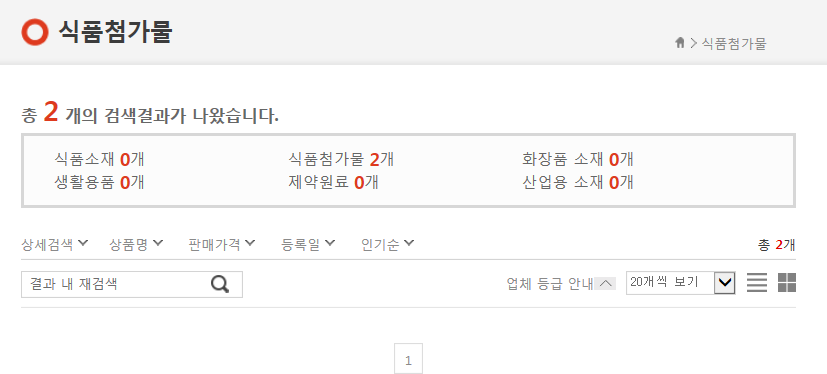 식품첨가물
식품첨가물
총 2 개의 검색결과가 나왔습니다.
식품소재 0개 식품첨가물 2개 화장품 소재 0개
생활용품 0개 제약원료 0개 산업용 소재 0개
상세검색 상품명 판매가격 등록일 인기순 총 2개
결과 내 재검색 업체 등급 안내 20개씩 보기
1